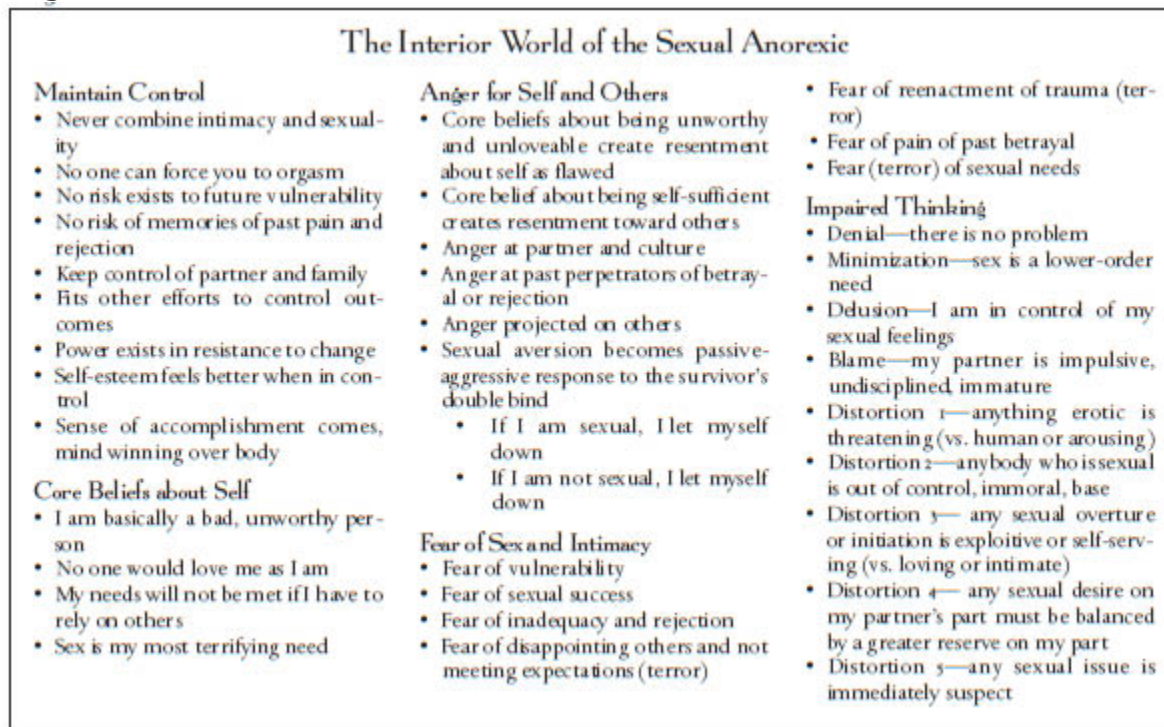 The Interior World of the Sexual Anorexic
Maintain Control
• Never combine intimacy and sexual-
ity
• No one can force you to orgasm
• No risk exists to future vulnerability
• No risk of memories of past pain and
rejection
• Keep control of partner and family
• Fits other efforts to control out-
comes
• Power exists in resistance to change
• Self-esteem feels better when in con-
trol
• Sense of accomplishment comes,
mind winning over body
Core Beliefs about Self
• I am basically a bad, unworthy per-
son
• No one would love me as I am
• My needs will not be met if I have to
rely on others
• Sex is my most terrifying need
Anger for Self and Others
• Core beliefs about being unworthy
and unloveable create resentment
about self as flawed
• Core belief about being self-sufficient
creates resentment toward others
• Anger at partner and culture
• Anger at past perpetrators of betray-
al or rejection
• Anger projected on others
• Sexual aversion becomes passive-
aggressive response to the survivor's
double bind
• If I am sexual, I let myself
down
• If I am not sexual, I let myself
down
Fear of Sex and Intimacy
• Fear of vulnerability
• Fear of sexual success
• Fear of inadequacy and rejection
• Fear of disappointing others and not
meeting expectations (terror)
• Fear of reenactment of trauma (ter-
ror)
• Fear of pain of past betrayal
• Fear (terror) of sexual needs
Impaired Thinking
• Denial—there is no problem
• Minimization—sex is a lower-order
need
• Delusion—I am in control of my
sexual feelings
• Blame—my partner is impulsive,
undisciplined, immature
• Distortion 1—anything erotic is
threatening (vs. human or arousing)
• Distortion 2—anybody who is sexual
is out of control, immoral, base
• Distortion 3— any sexual overture
or initiation is exploitive or self-serv-
ing (vs. loving or intimate)
• Distortion 4— any sexual desire on
my partner's part must be balanced
by a greater reserve on my part
• Distortion 5—any sexual issue is
immediately suspect